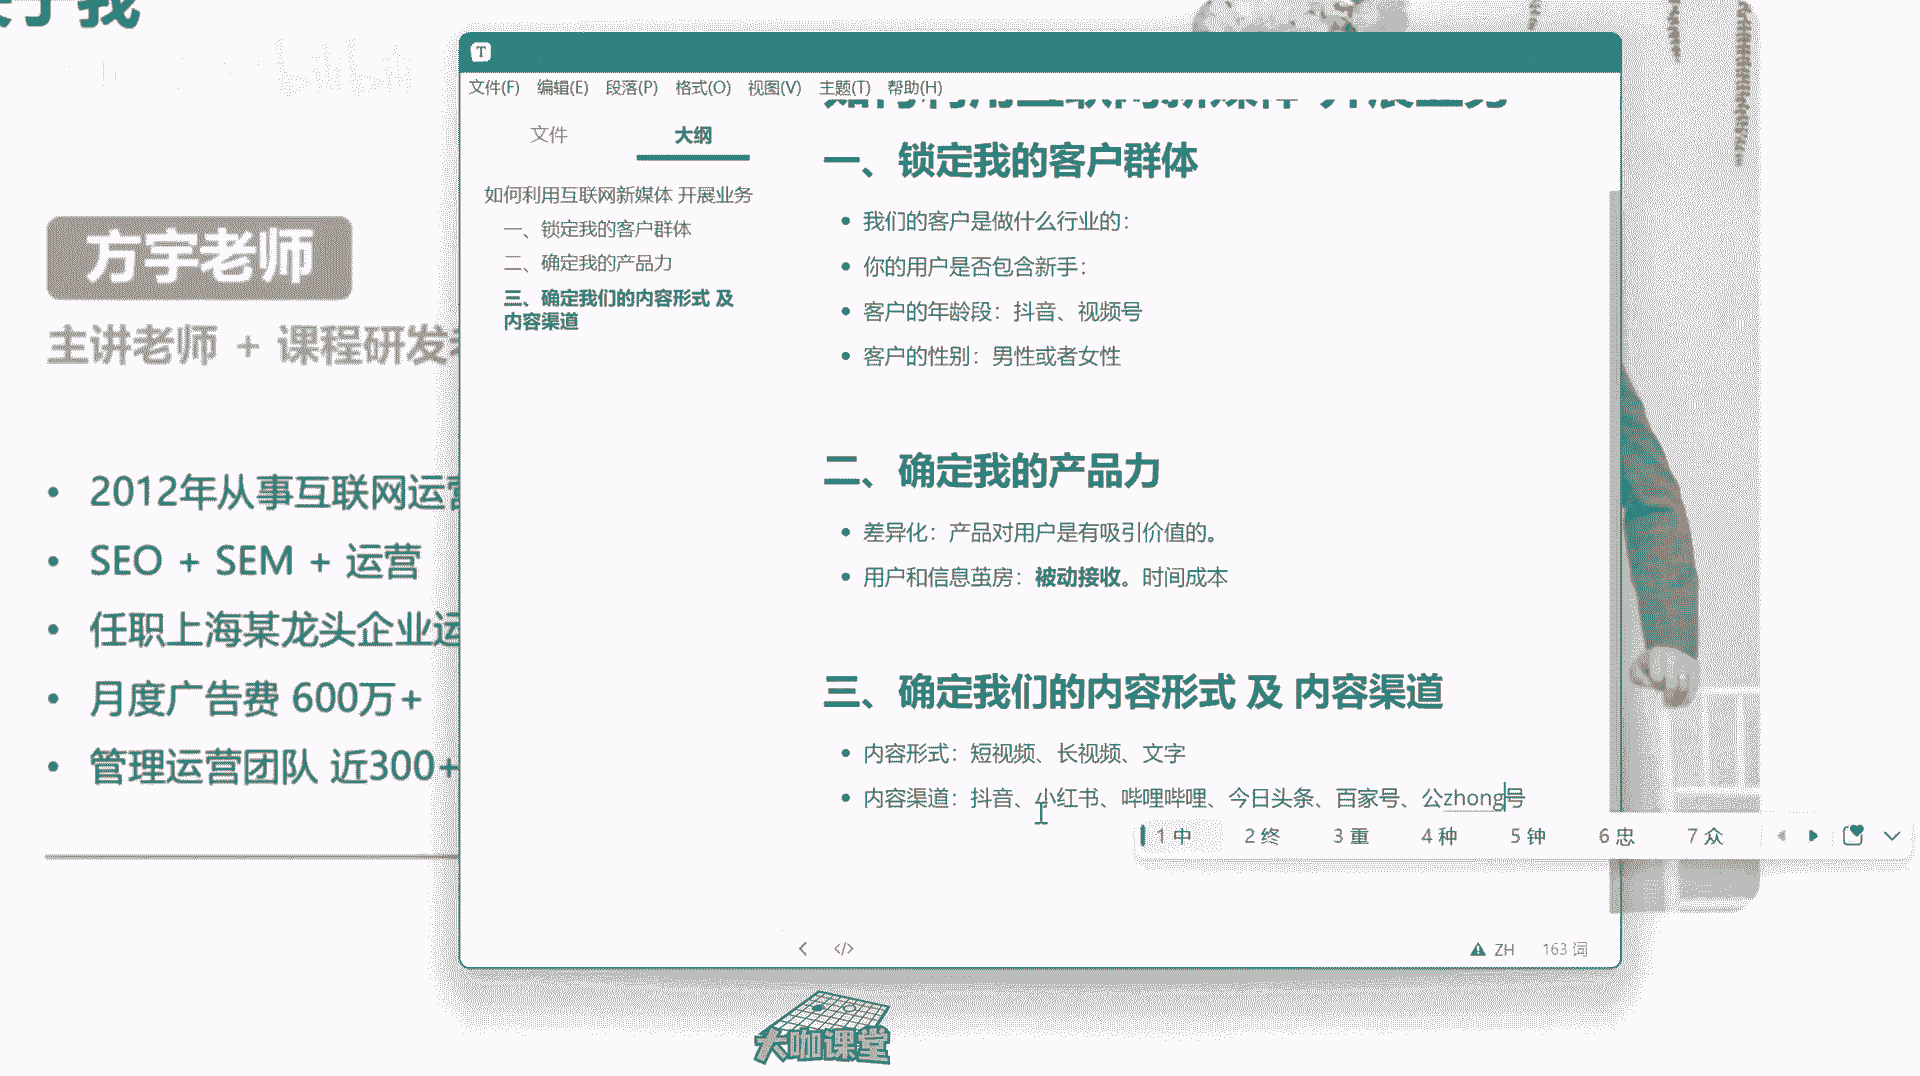 方宇老师
主讲老师 + 课程研发
2012年从事互联网运营
SEO + SEM + 运营
任职上海某龙头企业运
月度广告费 600万+
管理运营团队 近300+
T
文件(F) 编辑(E) 段落(P) 格式(O) 视图(V) 主题(T) 帮助(H)
文件 大纲
如何利用互联网新媒体 开展业务
一、锁定我的客户群体
二、确定我的产品力
三、确定我们的内容形式 及
内容渠道
如何利用互联网新媒体 开展业务
一、锁定我的客户群体
我们的客户是做什么行业的：
你的用户是否包含新手：
客户的年龄段：抖音、视频号
客户的性别：男性或者女性
二、确定我的产品力
差异化：产品对用户是有吸引价值的。
用户和信息茧房：被动接收。时间成本
三、确定我们的内容形式 及 内容渠道
内容形式：短视频、长视频、文字
内容渠道：抖音、小红书、哔哩哔哩、今日头条、百家号、公zhong号
1 中 2 终 3 重 4 种 5 钟 6 忠 7 众
</> ZH 163 词
大咖课堂